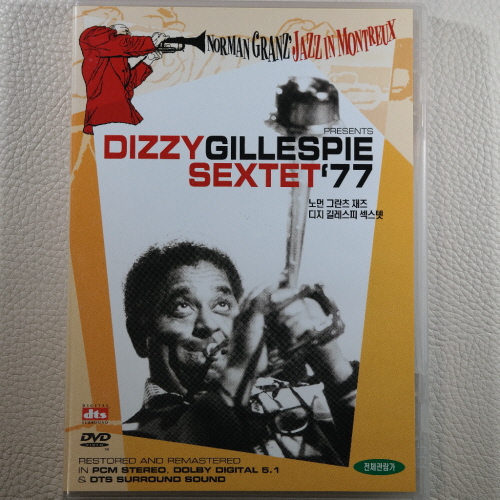 NORMAN GRANZ' JAZZ IN MONTREUX
PRESENTS
DIZZYGILLESPIE
SEXTET'77
노먼 그란츠 재즈
디지 길레스피 섹스텟
dts
DVD
VIDEO
RESTORED AND REMASTERED
IN PCM STEREO, DOLBY DIGITAL 5.1
& DTS SURROUND SOUND
전체관람가